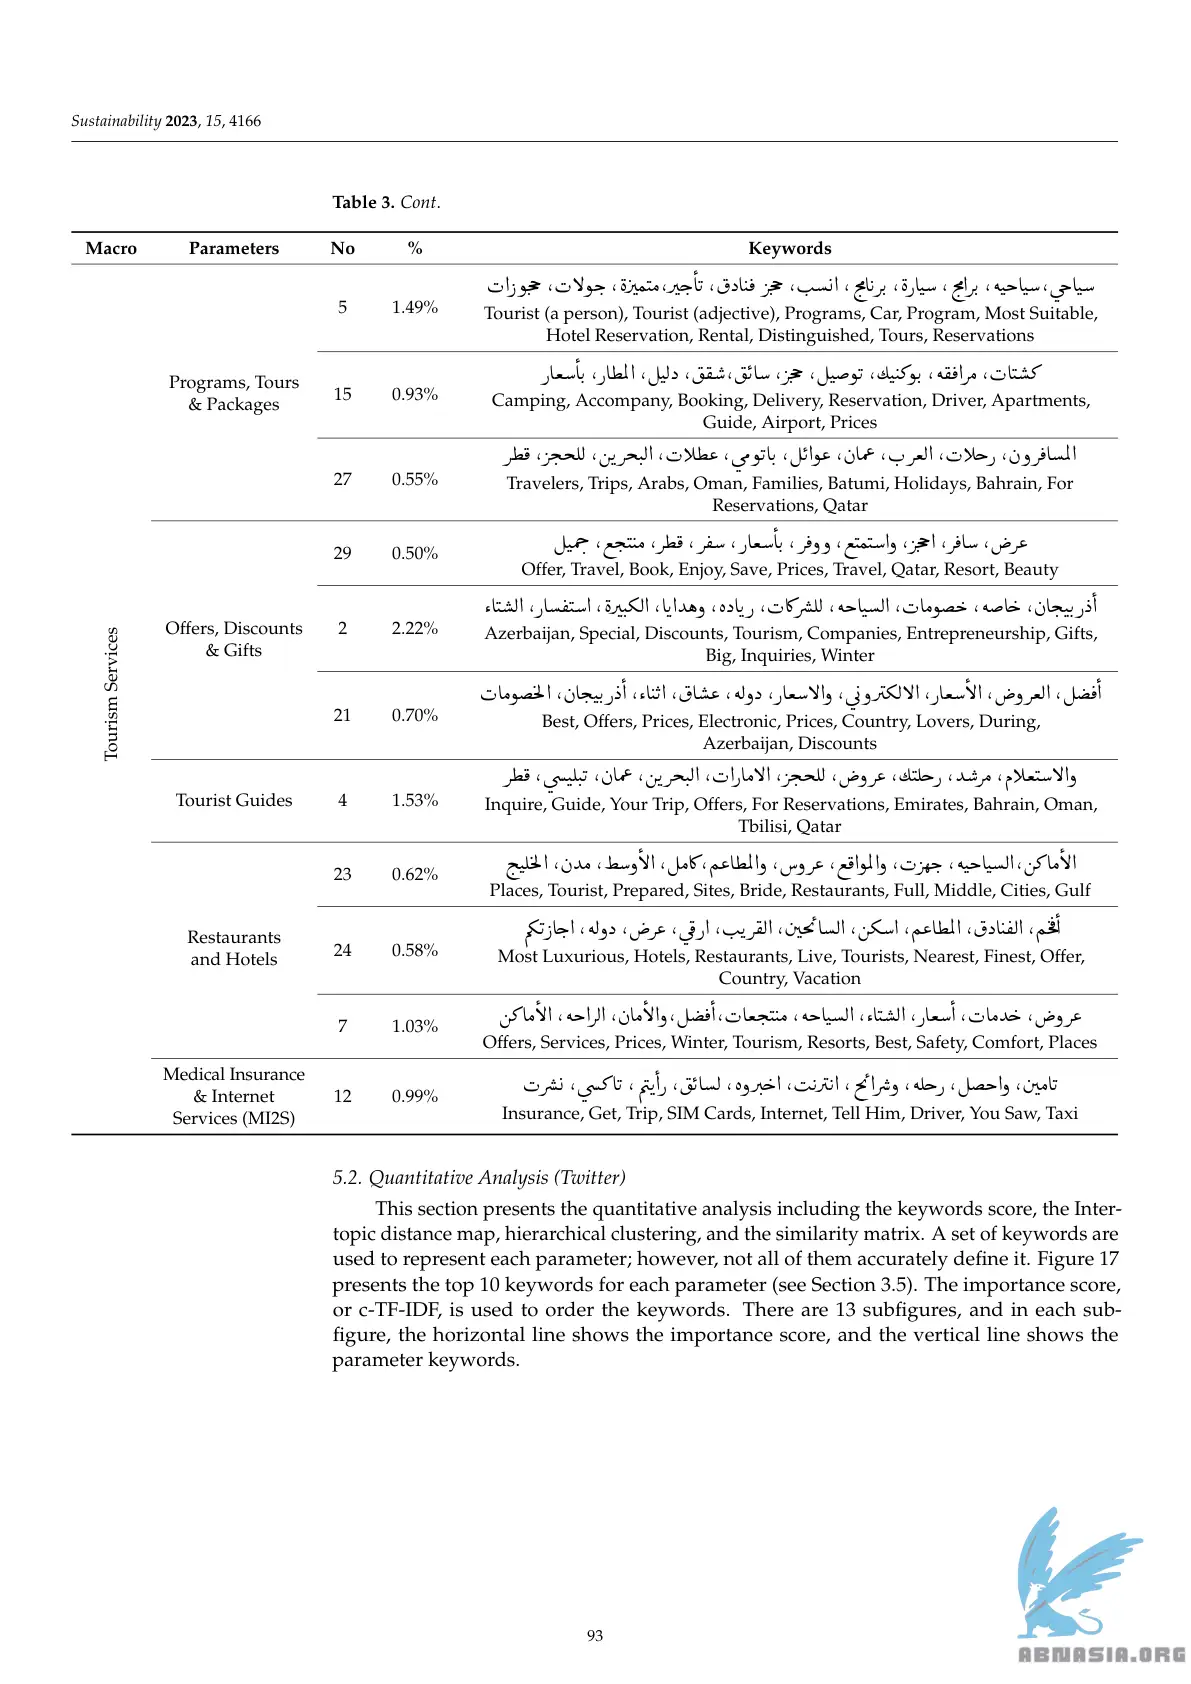 Sustainability 2023, 15, 4166
Table 3. Cont.
Macro Parameters No % Keywords
Tourism Services
Programs, Tours
& Packages
5 1.49%
سياحي، سياحيه، برامج، سيارة، برنامج، انسب، حجز فنادق، تأجير، متميزة، جولات، حجوزات
Tourist (a person), Tourist (adjective), Programs, Car, Program, Most Suitable,
Hotel Reservation, Rental, Distinguished, Tours, Reservations
15 0.93%
كشتات، مرافقه، بوكنيك، توصيل، حجز، سائق، شقق، دليل، المطار، بأسعار
Camping, Accompany, Booking, Delivery, Reservation, Driver, Apartments,
Guide, Airport, Prices
27 0.55%
المسافرون، رحلات، العرب، عمان، عوائل، باتومي، عطلات، البحرين، للحجز، قطر
Travelers, Trips, Arabs, Oman, Families, Batumi, Holidays, Bahrain, For
Reservations, Qatar
Offers, Discounts
& Gifts
29 0.50%
عرض، سافر، احجز، واستمتع، ووفر، بأسعار، سفر، قطر، منتجع، جميل
Offer, Travel, Book, Enjoy, Save, Prices, Travel, Qatar, Resort, Beauty
2 2.22%
أذربيجان، خاصه، خصومات، السياحه، للشركات، رياده، وهدايا، الكبيرة، استفسار، الشتاء
Azerbaijan, Special, Discounts, Tourism, Companies, Entrepreneurship, Gifts,
Big, Inquiries, Winter
21 0.70%
أفضل، العروض، الأسعار، الالكتروني، والاسعار، دوله، عشاق، اثناء، أذربيجان، الخصومات
Best, Offers, Prices, Electronic, Prices, Country, Lovers, During,
Azerbaijan, Discounts
Tourist Guides
4 1.53%
والاستعلام، مرشد، رحلتك، عروض، للحجز، الامارات، البحرين، عمان، تبليسي، قطر
Inquire, Guide, Your Trip, Offers, For Reservations, Emirates, Bahrain, Oman,
Tbilisi, Qatar
Restaurants
and Hotels
23 0.62%
الأماكن، السياحيه، جهزت، والمواقع، عروس، والمطاعم، كامل، الأوسط، مدن، الخليج
Places, Tourist, Prepared, Sites, Bride, Restaurants, Full, Middle, Cities, Gulf
24 0.58%
أفخم، الفنادق، المطاعم، اسكن، السائحين، القريب، ارقي، عرض، دوله، اجازتكم
Most Luxurious, Hotels, Restaurants, Live, Tourists, Nearest, Finest, Offer,
Country, Vacation
7 1.03%
عروض، خدمات، أسعار، الشتاء، السياحه، منتجعات، أفضل، والأمان، الراحه، الأماكن
Offers, Services, Prices, Winter, Tourism, Resorts, Best, Safety, Comfort, Places
Medical Insurance
& Internet
Services (MI2S)
12 0.99%
تامين، واحصل، رحله، وشرائح، انترنت، اخبروه، لسائق، رأيتم، تاكسي، نشرت
Insurance, Get, Trip, SIM Cards, Internet, Tell Him, Driver, You Saw, Taxi
5.2. Quantitative Analysis (Twitter)
This section presents the quantitative analysis including the keywords score, the Inter-
topic distance map, hierarchical clustering, and the similarity matrix. A set of keywords are
used to represent each parameter; however, not all of them accurately define it. Figure 17
presents the top 10 keywords for each parameter (see Section 3.5). The importance score,
or c-TF-IDF, is used to order the keywords. There are 13 subfigures, and in each sub-
figure, the horizontal line shows the importance score, and the vertical line shows the
parameter keywords.
93
ABNASIA.ORG